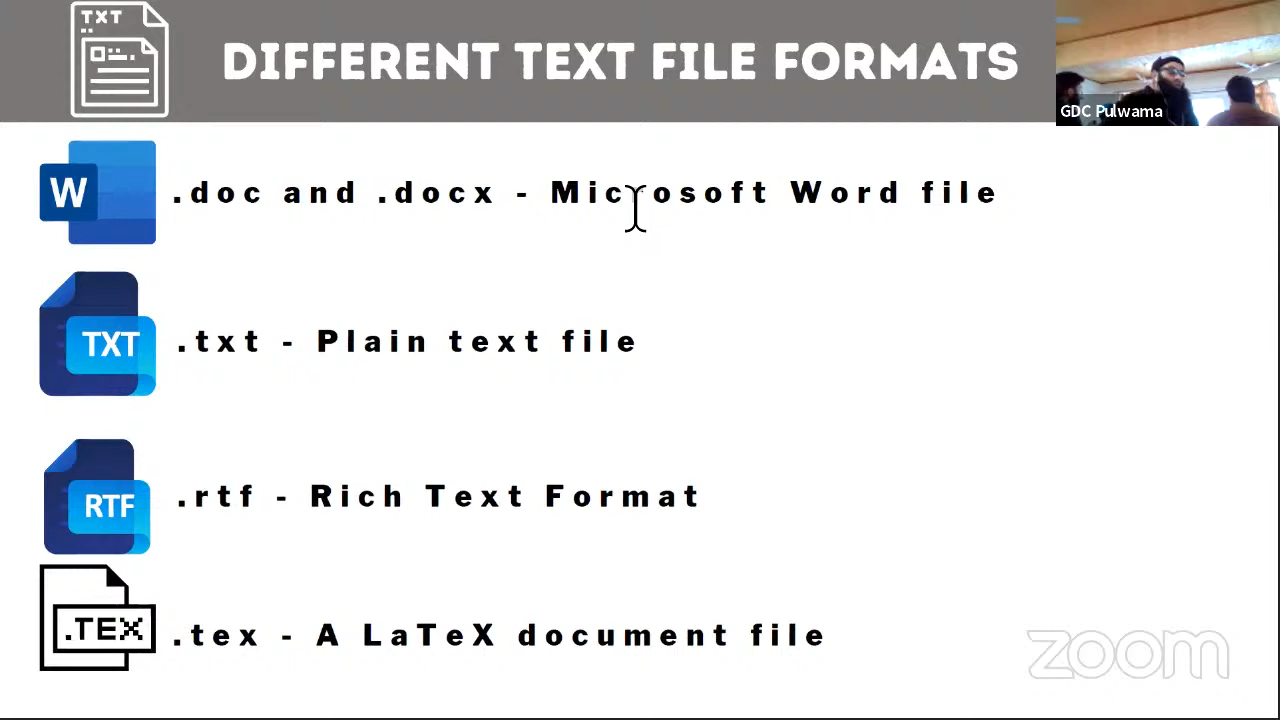 TXT
DIFFERENT TEXT FILE FORMATS
GDC Pulwama
W
.doc and .docx - Microsoft Word file
TXT
.txt - Plain text file
RTF
.rtf - Rich Text Format
.TEX
.tex - A LaTeX document file
zoom